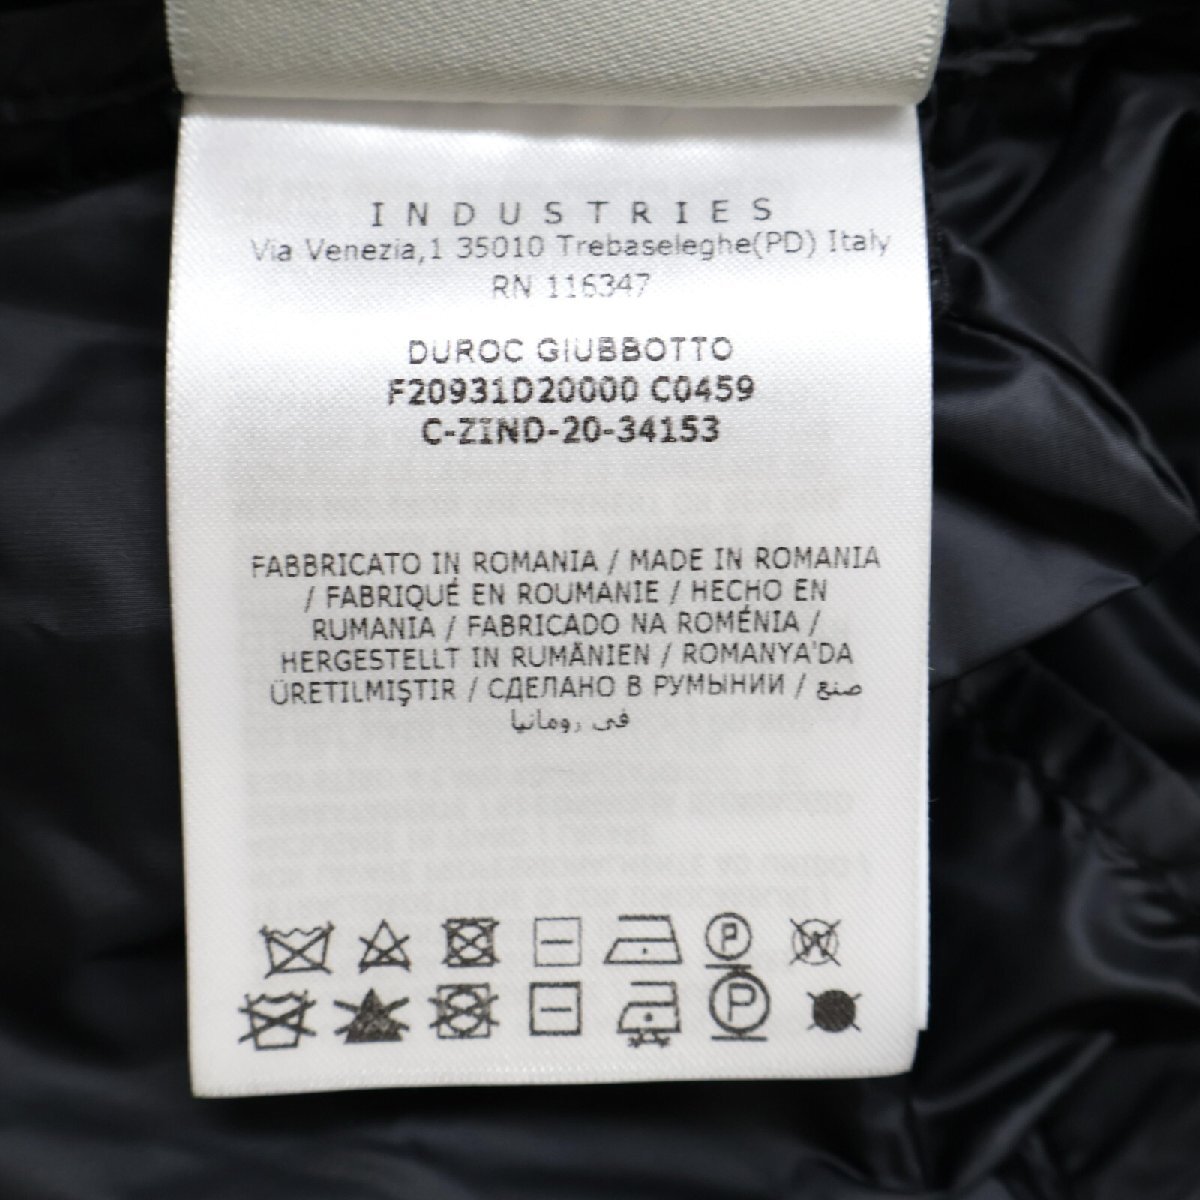 INDUSTRIES
Via Venezia,1 35010 Trebaseleghe(PD) Italy
RN 116347
DUROC GIUBBOTTO
F20931D20000 C0459
C-ZIND-20-34153
FABBRICATO IN ROMANIA / MADE IN ROMANIA
/ FABRIQUÉ EN ROUMANIE / HECHO EN
RUMANIA / FABRICADO NA ROMÉNIA /
HERGESTELLT IN RUMÄNIEN / ROMANYA'DA
ÜRETILMIŞTIR / СДЕЛАНО В РУМЫНИИ / صنع
في رومانيا
P W
P